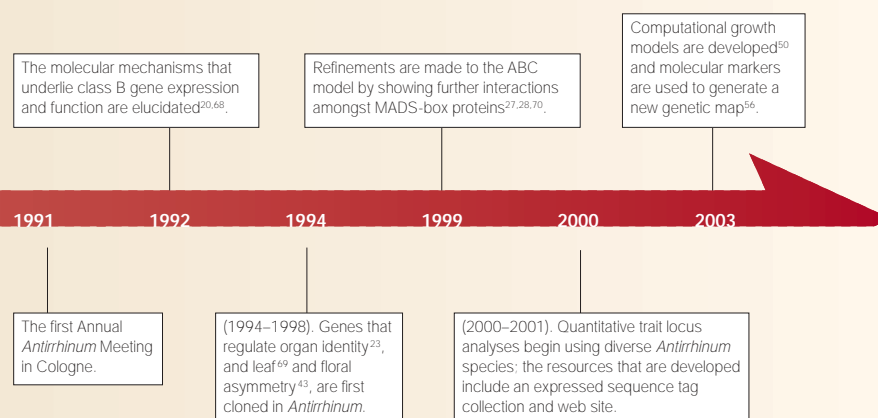 The molecular mechanisms that
underlie class B gene expression
and function are elucidated20,68.
Refinements are made to the ABC
model by showing further interactions
amongst MADS-box proteins27,28,70.
Computational growth
models are developed50
and molecular markers
are used to generate a
new genetic map56.
1991 1992 1994 1999 2000 2003
The first Annual
Antirrhinum Meeting
in Cologne.
(1994–1998). Genes that
regulate organ identity23,
and leaf69 and floral
asymmetry43, are first
cloned in Antirrhinum.
(2000–2001). Quantitative trait locus
analyses begin using diverse Antirrhinum
species; the resources that are developed
include an expressed sequence tag
collection and web site.